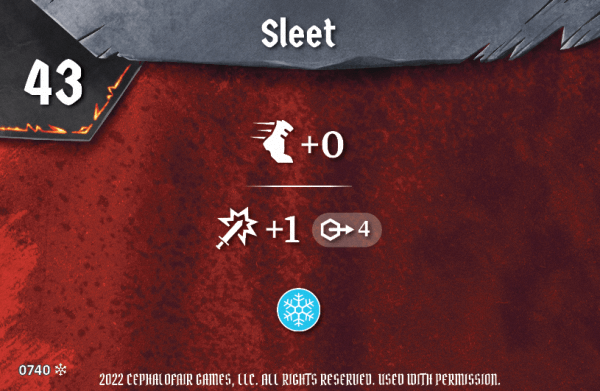 Sleet
43
+0
+1 4
0740
2022 CEPHALOFAIR GAMES, LLC. ALL RIGHTS RESERVED. USED WITH PERMISSION.